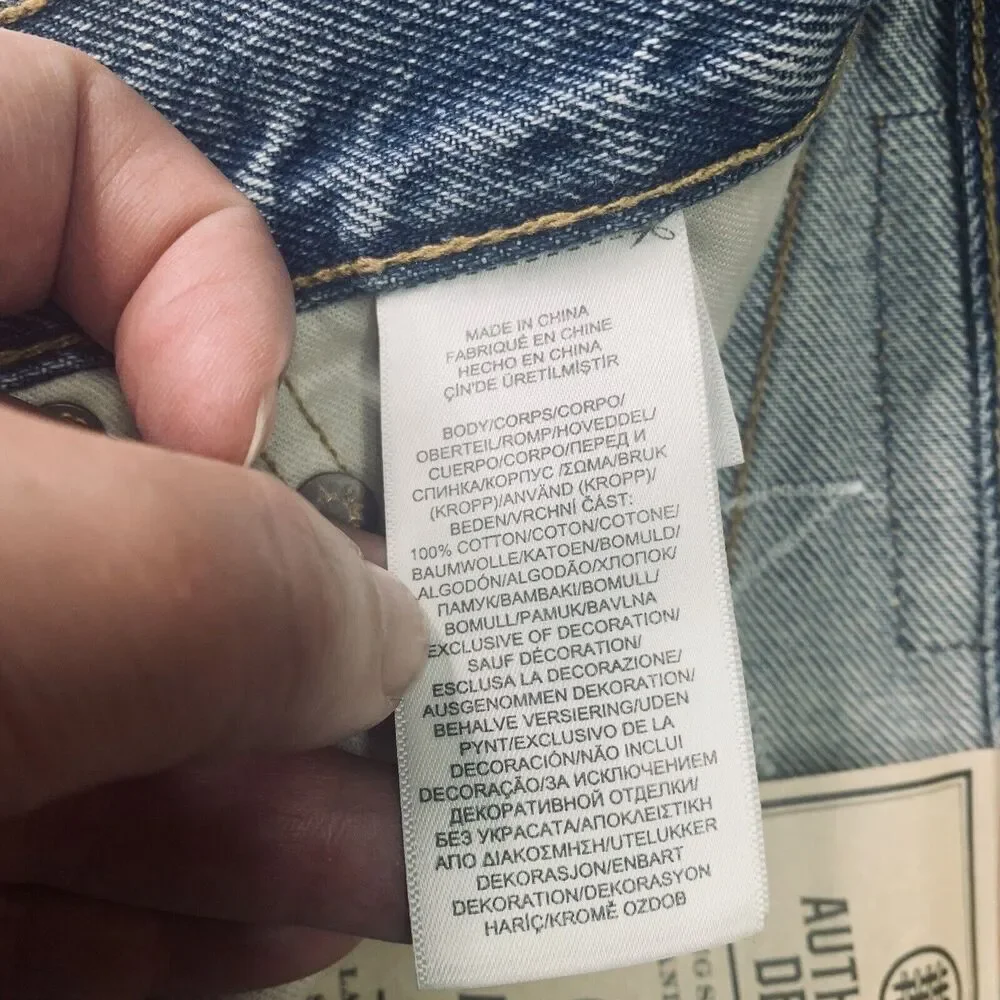 MADE IN CHINA
FABRIQUÉ EN CHINE
HECHO EN CHINA
ÇİN'DE ÜRETİLMİŞTİR
BODY/CORPS/CORPO/
OBERTEIL/ROMP/HOVEDDEL/
CUERPO/CORPO/ПЕРЕД И
СПИНКА/КОРПУС /ΣΩΜΑ/BRUK
(KROPP)/ANVÄND (KROPP)/
BEDEN/VRCHNÍ ČÁST:
100% COTTON/COTONE/
BAUMWOLLE/KATOEN/BOMULD/
ALGODÓN/ALGODÃO/ХЛОПОК/
ПАМУК/ΒΑΜΒΑΚΙ/BOMULL/
BOMULL/PAMUK/BAVLNA
EXCLUSIVE OF DECORATION/
SAUF DÉCORATION/
ESCLUSA LA DECORAZIONE/
AUSGENOMMEN DEKORATION/
BEHALVE VERSIERING/UDEN
PYNT/EXCLUSIVO DE LA
DECORACIÓN/NÃO INCLUI
DECORAÇÃO/ЗА ИСКЛЮЧЕНИЕМ
ДЕКОРАТИВНОЙ ОТДЕЛКИ/
БЕЗ УКРАСАТА/ΑΠΟΚΛΕΙΣΤΙΚΗ
ΑΠΟ ΔΙΑΚΟΣΜΗΣΗ/UTELUKKER
DEKORASJON/ENBART
DEKORATION/DEKORASYON
HARİÇ/KROMĚ OZDOB